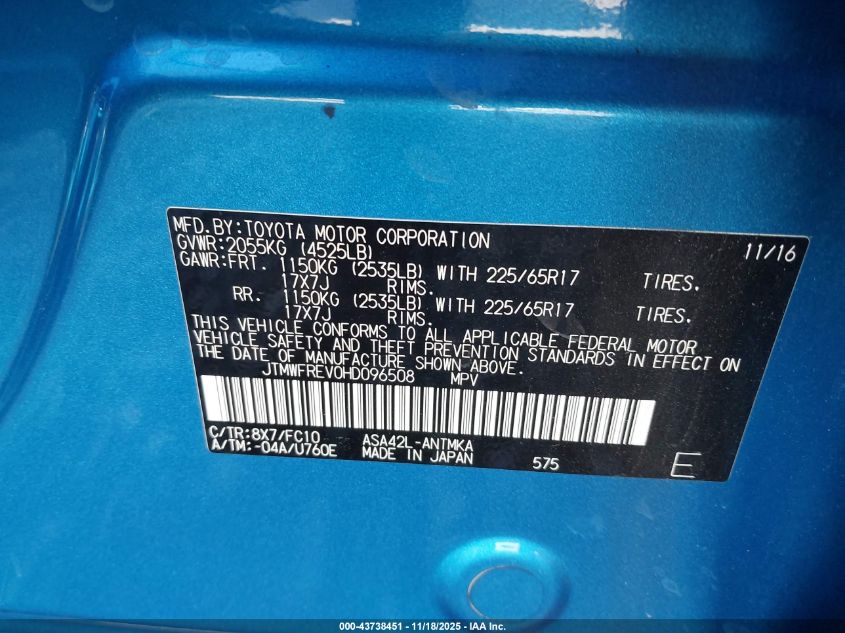 MFD.BY:TOYOTA MOTOR CORPORATION 11/16
GVWR:2055KG (4525LB)
GAWR:FRT. 1150KG (2535LB) WITH 225/65R17 TIRES.
17X7J RIMS.
RR. 1150KG (2535LB) WITH 225/65R17 TIRES.
17X7J RIMS.
THIS VEHICLE CONFORMS TO ALL APPLICABLE FEDERAL MOTOR
VEHICLE SAFETY AND THEFT PREVENTION STANDARDS IN EFFECT ON
THE DATE OF MANUFACTURE SHOWN ABOVE.
JTMWFREV0HD096508 MPV
C/TR:8X7/FC10 ASA42L-ANTMKA
A/TM:-04A/U760E MADE IN JAPAN 575 E
000-43738451 - 11/18/2025 - IAA Inc.